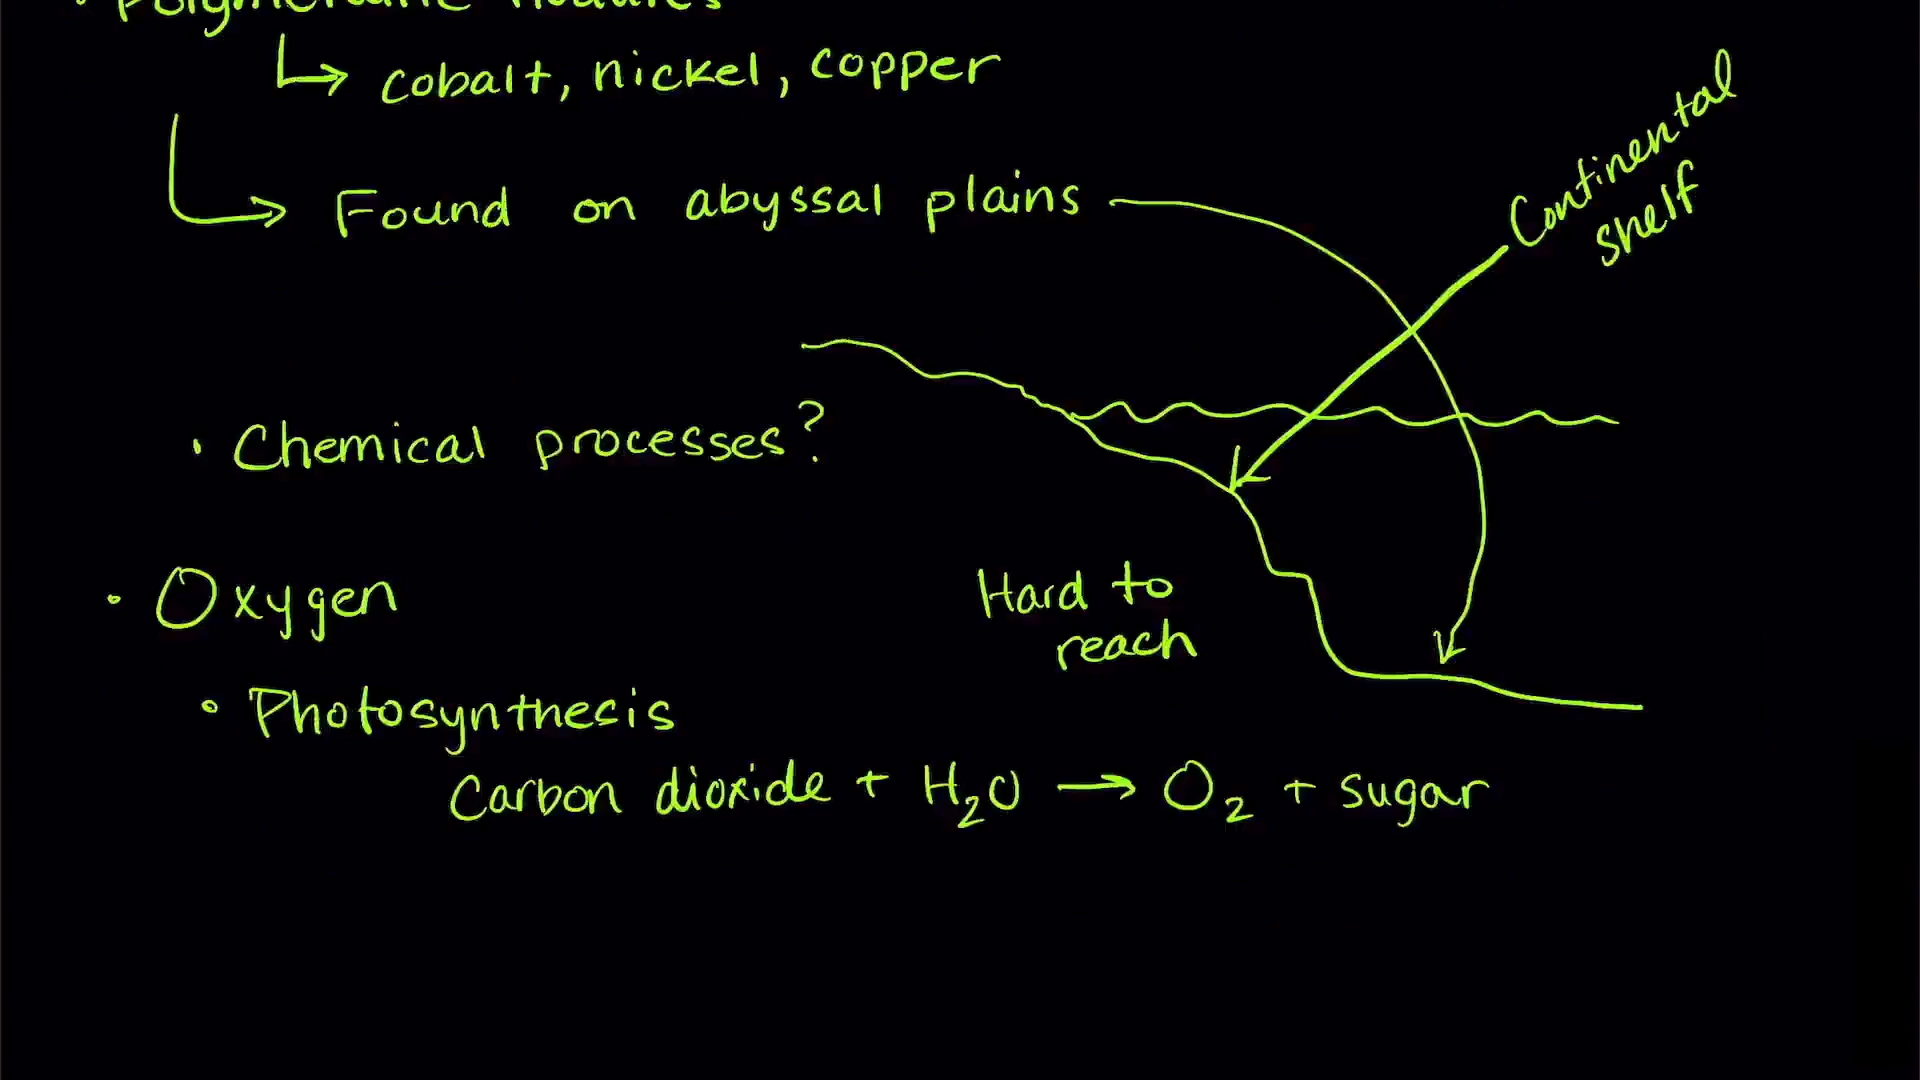 cobalt, nickel, copper
Found on abyssal plains
Continental
shelf
• Chemical processes?
• Oxygen
Hard to
reach
• Photosynthesis
Carbon dioxide + H₂O → O₂ + sugar